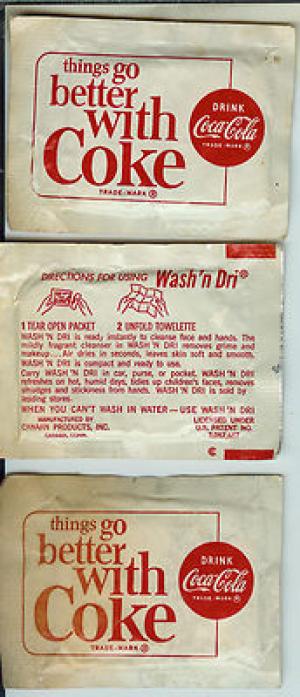 things go
better
with
Coke
TRADE-MARK ®
DRINK
Coca-Cola
TRADE-MARK ®
DIRECTIONS FOR USING Wash 'n Dri®
1 TEAR OPEN PACKET 2 UNFOLD TOWELETTE
WASH 'N DRI is ready instantly to cleanse face and hands. The
mildly fragrant cleanser in WASH 'N DRI removes grime and
makeup... Air dries in seconds, leaves skin soft and smooth.
WASH 'N DRI is compact and ready to use.
Carry WASH 'N DRI in car, purse, or pocket. WASH 'N DRI
refreshes on hot, humid days, tidies up children's faces, removes
smudges and stickiness from hands. WASH 'N DRI is sold by
leading stores.
WHEN YOU CAN'T WASH IN WATER—USE WASH 'N DRI
MANUFACTURED BY LICENSED UNDER
CANAAN PRODUCTS, INC. U.S. PATENT NO.
CANAAN, CONN.
things go
better
with
Coke
TRADE-MARK ®
DRINK
Coca-Cola
TRADE-MARK ®